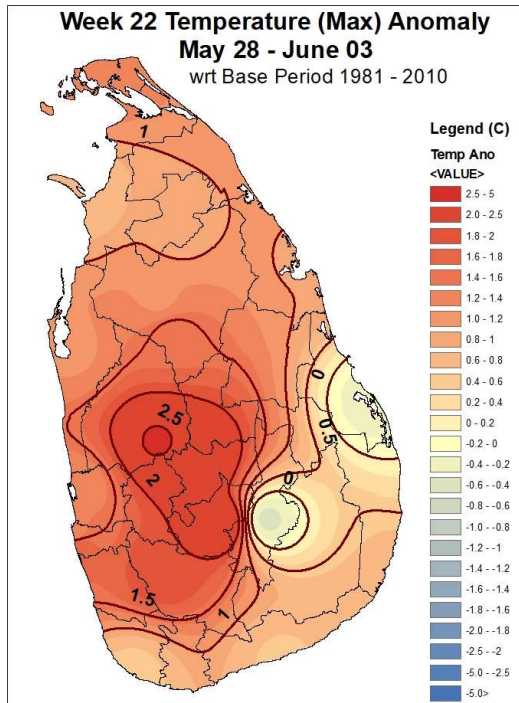 Week 22 Temperature (Max) Anomaly
May 28 - June 03
wrt Base Period 1981 - 2010
Legend (C)
Temp Ano
<VALUE>
2.5 - 5
2.0 - 2.5
1.8 - 2
1.6 - 1.8
1.4 - 1.6
1.2 - 1.4
1.0 - 1.2
0.8 - 1
0.6 - 0.8
0.4 - 0.6
0.2 - 0.4
0 - 0.2
-0.2 - 0
-0.4 - -0.2
-0.6 - -0.4
-0.8 - -0.6
-1.0 - -0.8
-1.2 - -1
-1.4 - -1.2
-1.6 - -1.4
-1.8 - -1.6
-2.0 - -1.8
-2.5 - -2
-5.0 - -2.5
-5.0>
1
0
0.5
2.5
0
2
1.5
1